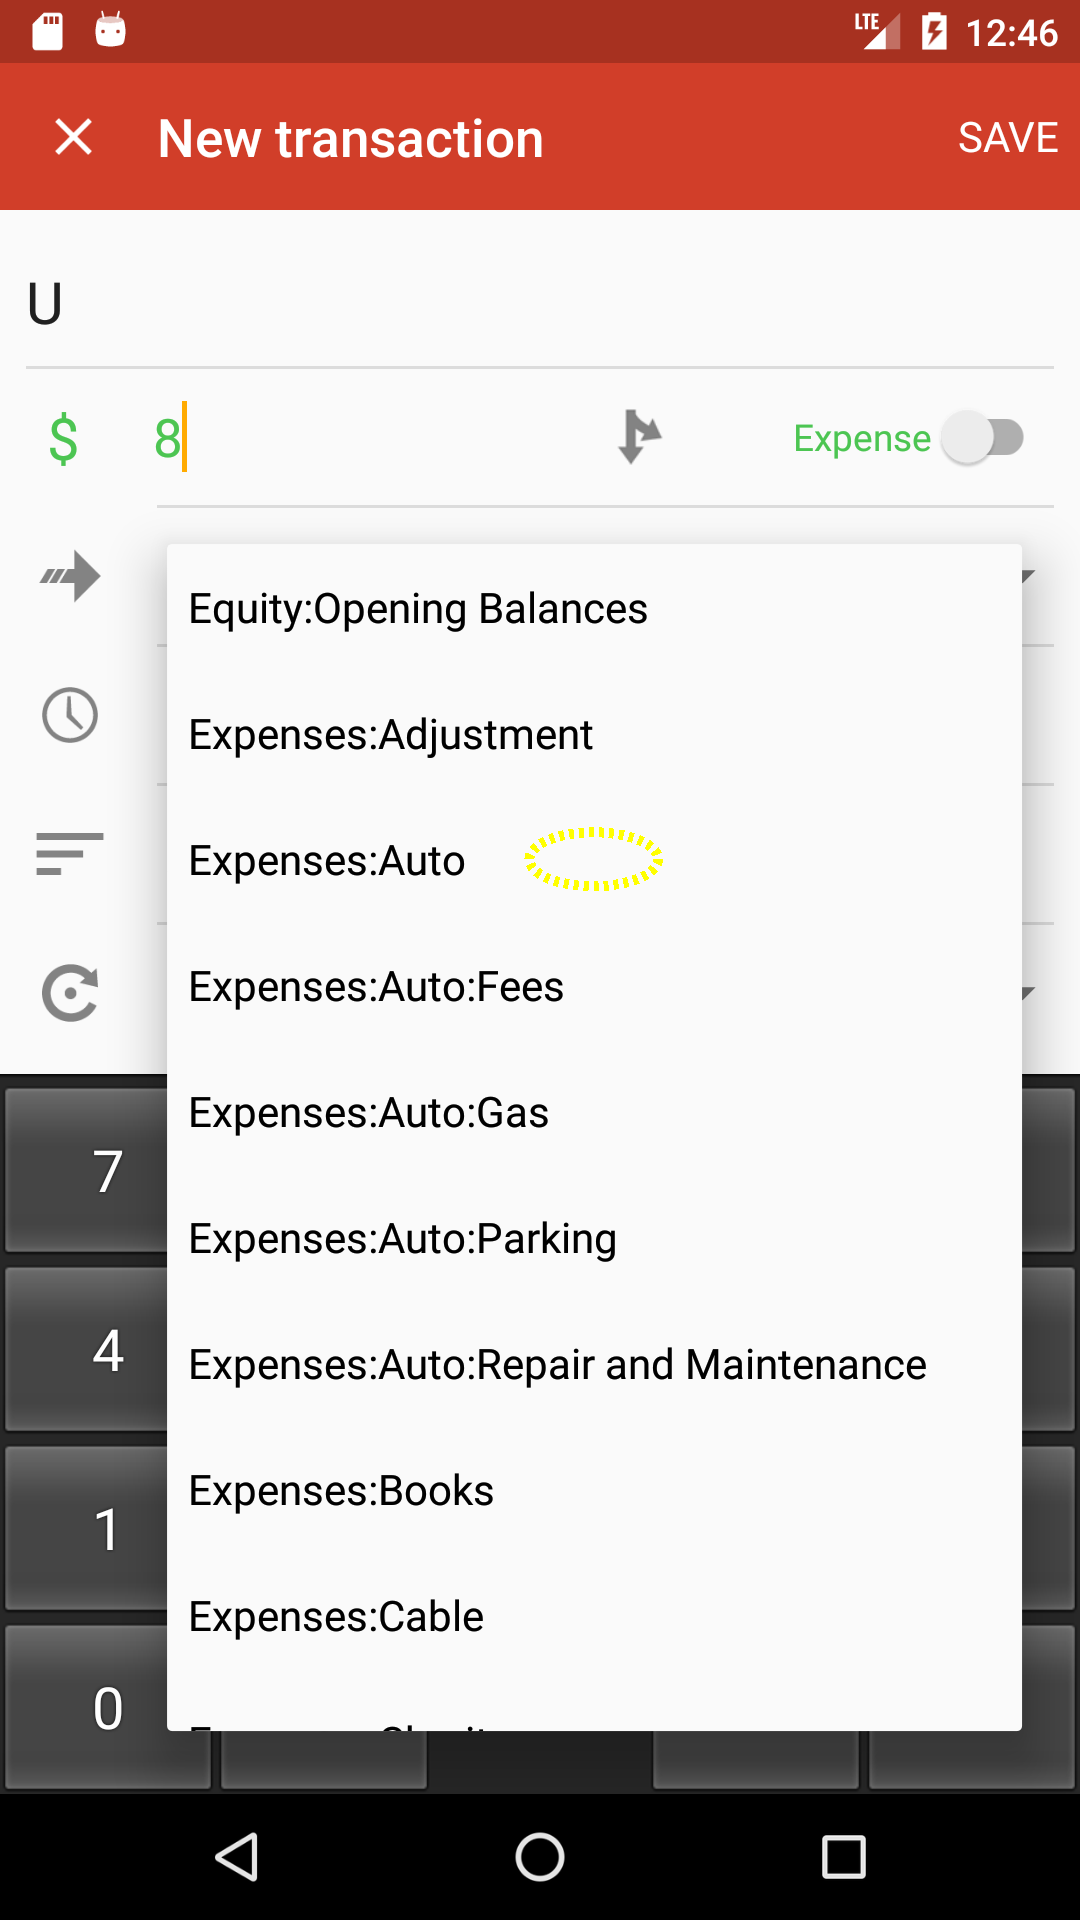 LTE 12:46
New transaction SAVE
U
$ 8 Expense
Equity:Opening Balances
Expenses:Adjustment
Expenses:Auto
Expenses:Auto:Fees
Expenses:Auto:Gas
Expenses:Auto:Parking
Expenses:Auto:Repair and Maintenance
Expenses:Books
Expenses:Cable
7
4
1
0